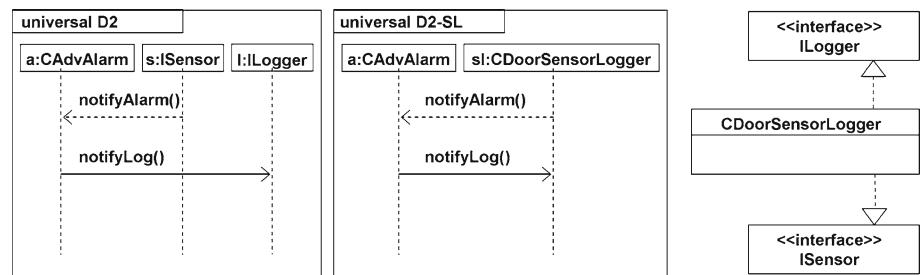 universal D2
a:CAdvAlarm
s:ISensor
l:ILogger
notifyAlarm()
notifyLog()
universal D2-SL
a:CAdvAlarm
sl:CDoorSensorLogger
notifyAlarm()
notifyLog()
<<interface>>
ILogger
CDoorSensorLogger
<<interface>>
ISensor